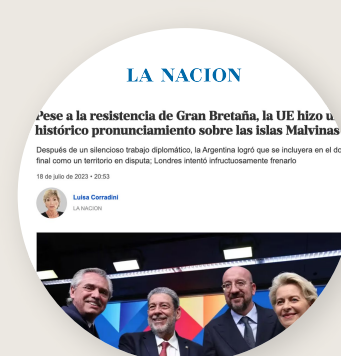 LA NACION
Pese a la resistencia de Gran Bretaña, la UE hizo
histórico pronunciamiento sobre las islas Malvinas
Después de un silencioso trabajo diplomático, la Argentina logró que se incluyera en el
final como un territorio en disputa; Londres intentó infructuosamente frenarlo
18 de julio de 2023 • 20:53
Luisa Corradini
LA NACION